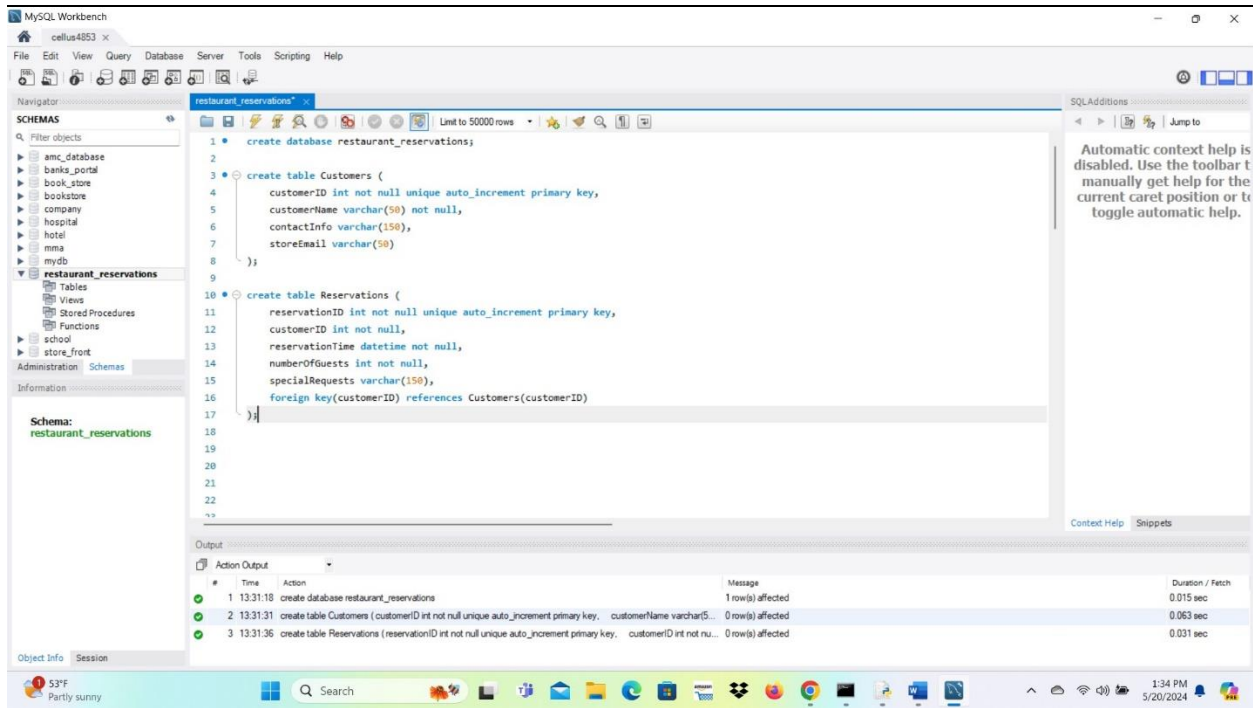 MySQL Workbench
cellus4853
File Edit View Query Database Server Tools Scripting Help
Navigator
SCHEMAS
Filter objects
amc_database
banks_portal
book_store
bookstore
company
hospital
hotel
mma
mydb
restaurant_reservations
Tables
Views
Stored Procedures
Functions
school
store_front
Administration Schemas
Information
Schema:
restaurant_reservations
Object Info Session
restaurant_reservations*
Limit to 50000 rows
1 create database restaurant_reservations;
2
3 create table Customers (
4 customerID int not null unique auto_increment primary key,
5 customerName varchar(50) not null,
6 contactInfo varchar(150),
7 storeEmail varchar(50)
8 );
9
10 create table Reservations (
11 reservationID int not null unique auto_increment primary key,
12 customerID int not null,
13 reservationTime datetime not null,
14 numberOfGuests int not null,
15 specialRequests varchar(150),
16 foreign key(customerID) references Customers(customerID)
17 );
18
19
20
21
22
SQLAdditions
Jump to
Automatic context help is
disabled. Use the toolbar t
manually get help for the
current caret position or to
toggle automatic help.
Context Help Snippets
Output
Action Output
# Time Action Message Duration / Fetch
1 13:31:18 create database restaurant_reservations 1 row(s) affected 0.015 sec
2 13:31:31 create table Customers ( customerID int not null unique auto_increment primary key, customerName varchar(5... 0 row(s) affected 0.063 sec
3 13:31:36 create table Reservations ( reservationID int not null unique auto_increment primary key, customerID int not nu... 0 row(s) affected 0.031 sec
1
53°F
Partly sunny
Search
1:34 PM
5/20/2024